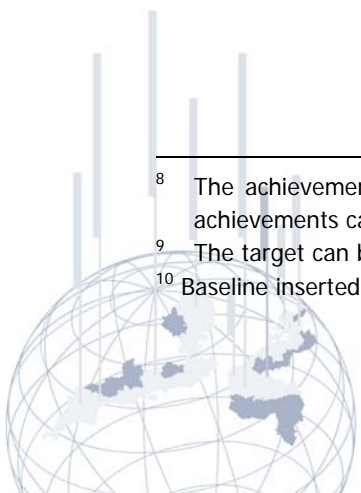 8 The achievemen
achievements ca
9 The target can b
10 Baseline inserted